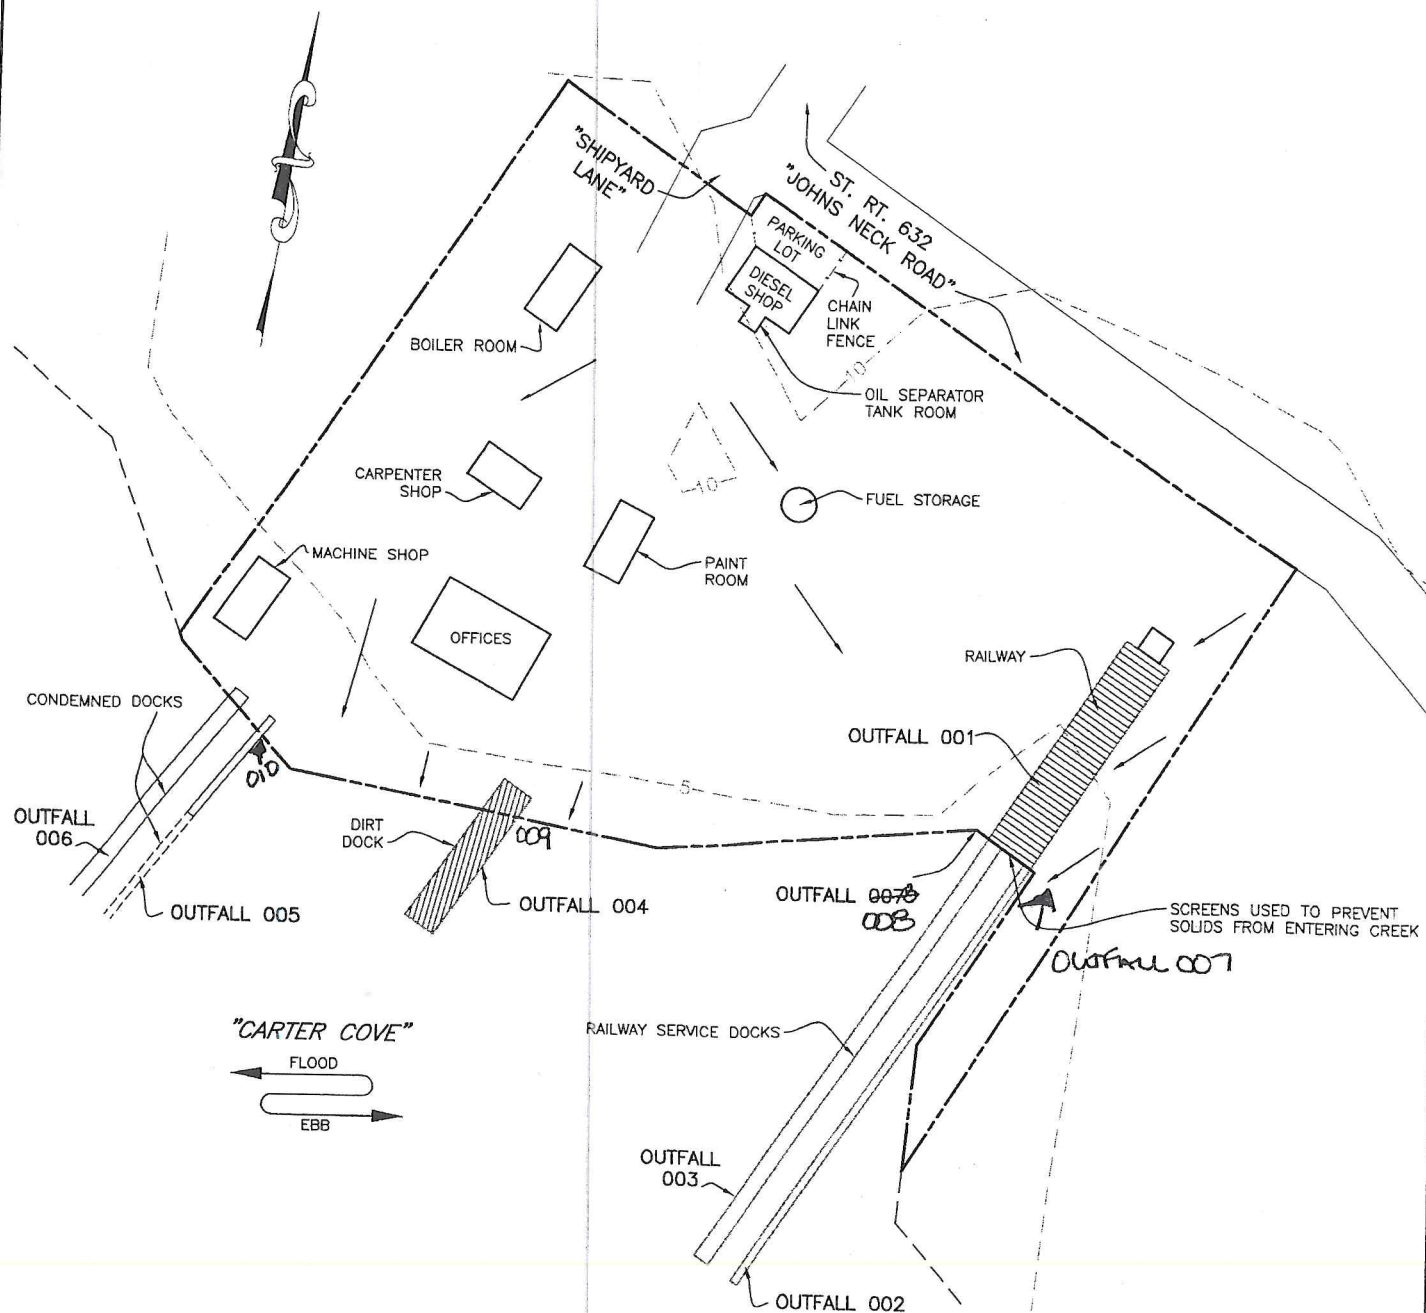 "SHIPYARD
LANE"
ST. RT. 632
"JOHNS NECK ROAD"
PARKING
LOT
DIESEL
SHOP
CHAIN
LINK
FENCE
BOILER ROOM
10
OIL SEPARATOR
TANK ROOM
CARPENTER
SHOP
10
FUEL STORAGE
MACHINE SHOP
PAINT
ROOM
OFFICES
RAILWAY
CONDEMNED DOCKS
OUTFALL 001
010
5
OUTFALL
006
DIRT
DOCK
009
OUTFALL 0078
008
OUTFALL 004
OUTFALL 005
SCREENS USED TO PREVENT
SOLIDS FROM ENTERING CREEK
OUTFALL 007
"CARTER COVE"
FLOOD
EBB
RAILWAY SERVICE DOCKS
OUTFALL
003
OUTFALL 002